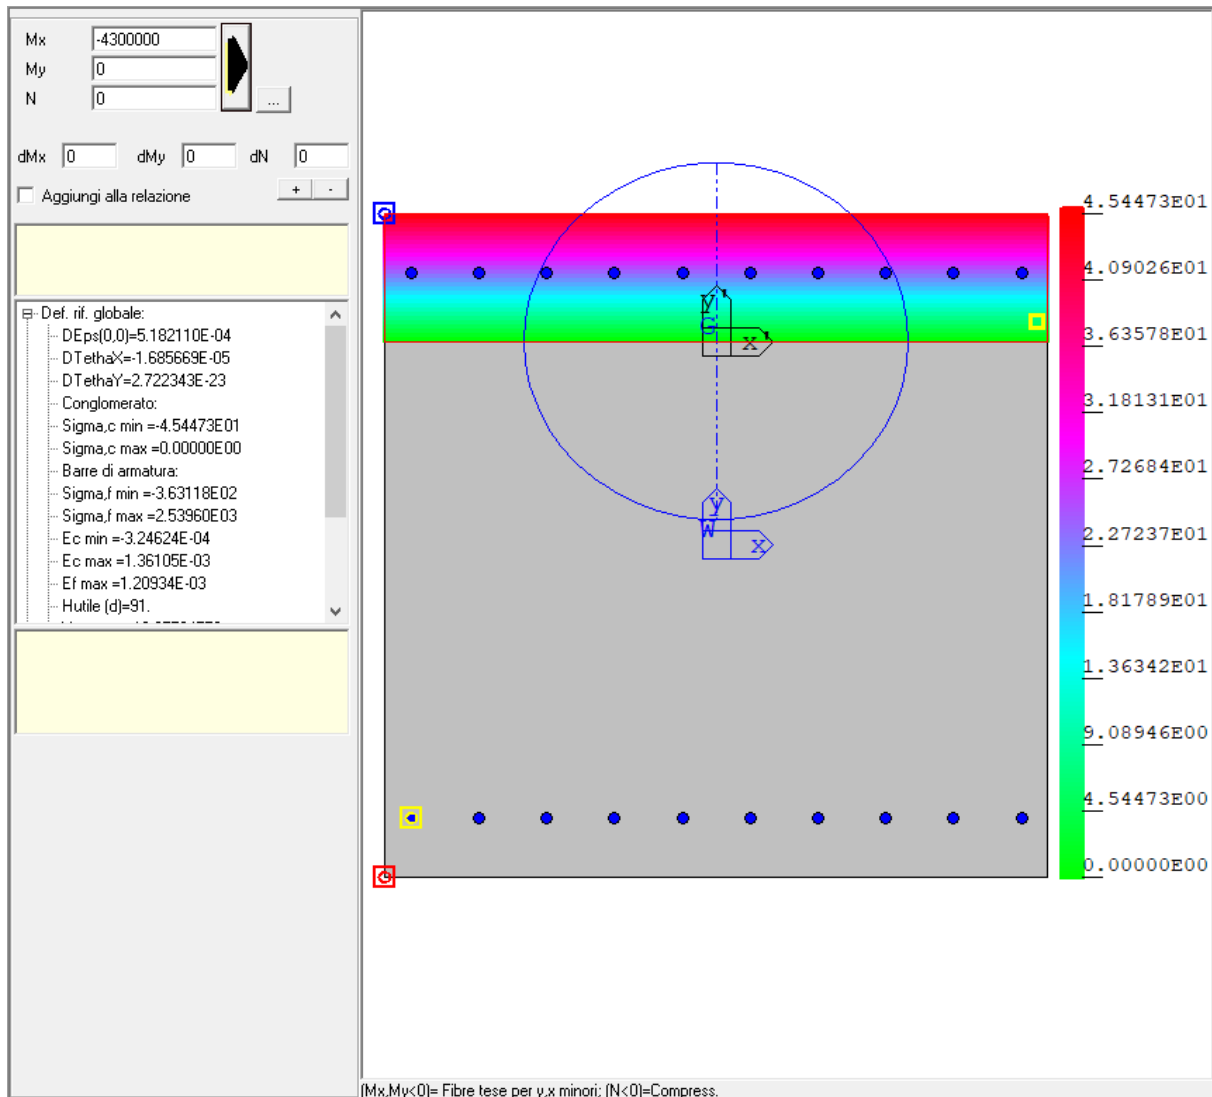 Mx -4300000
My 0
N 0
...
dMx 0 dMy 0 dN 0
Aggiungi alla relazione + -
Def. rif. globale:
DEps(0,0)=5.182110E-04
DTethaX=-1.685669E-05
DTethaY=2.722343E-23
Conglomerato:
Sigma,c min =-4.54473E01
Sigma,c max =0.00000E00
Barre di armatura:
Sigma,f min =-3.63118E02
Sigma,f max =2.53960E03
Ec min =-3.24624E-04
Ec max =1.36105E-03
Ef max =1.20934E-03
Hutile (d)=91.
y
G
x
y
W
x
4.54473E01
4.09026E01
3.63578E01
3.18131E01
2.72684E01
2.27237E01
1.81789E01
1.36342E01
9.08946E00
4.54473E00
0.00000E00
(Mx,My<0)= Fibre tese per y,x minori; (N<0)=Compress.